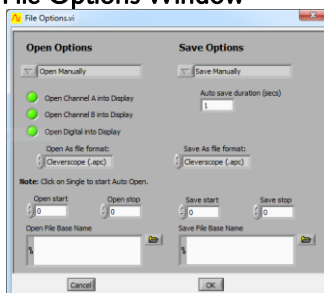 File Options Window
File Options.vi
Open Options
Save Options
Open Manually
Save Manually
Open Channel A into Display
Open Channel B into Display
Open Digital into Display
Auto save duration (secs)
1
Open As file format:
Save As file format:
Cleverscope (.apc)
Cleverscope (.apc)
Note: Click on Single to start Auto Open.
Open start
Open stop
Save start
Save stop
0
0
0
0
Open File Base Name
Save File Base Name
Cancel
OK